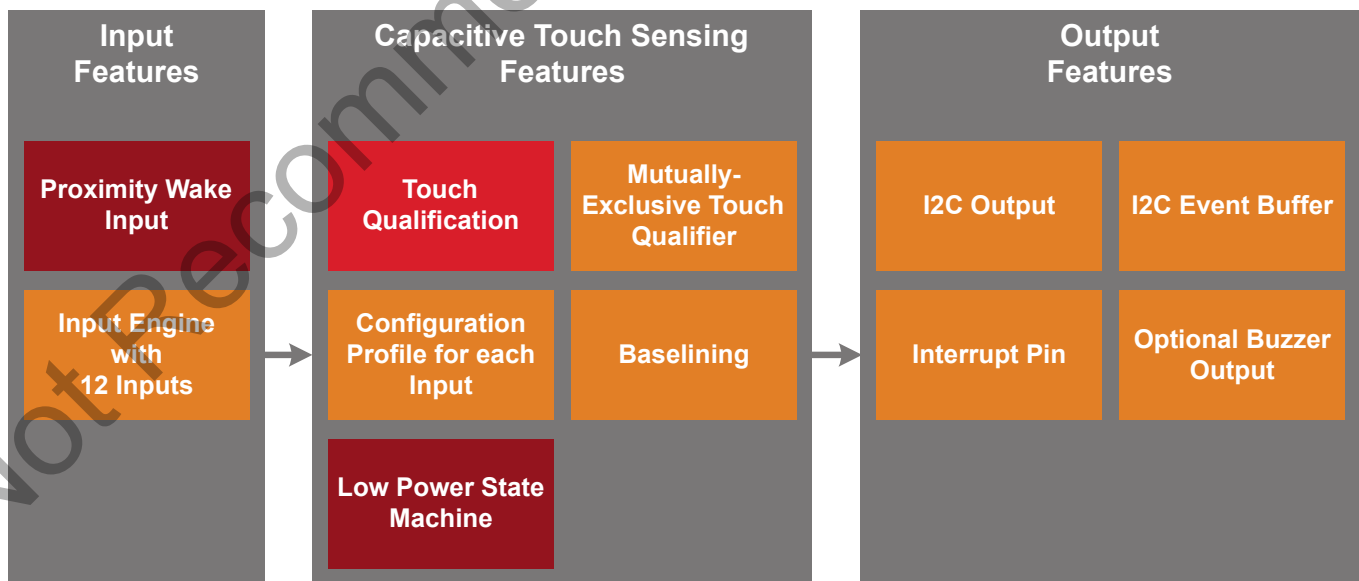 Input
Features
Proximity Wake
Input
Input Engine
with
12 Inputs
Capacitive Touch Sensing
Features
Touch
Qualification
Mutually-
Exclusive Touch
Qualifier
Configuration
Profile for each
Input
Baselining
Low Power State
Machine
Output
Features
I2C Output
I2C Event Buffer
Interrupt Pin
Optional Buzzer
Output
Not Recomme